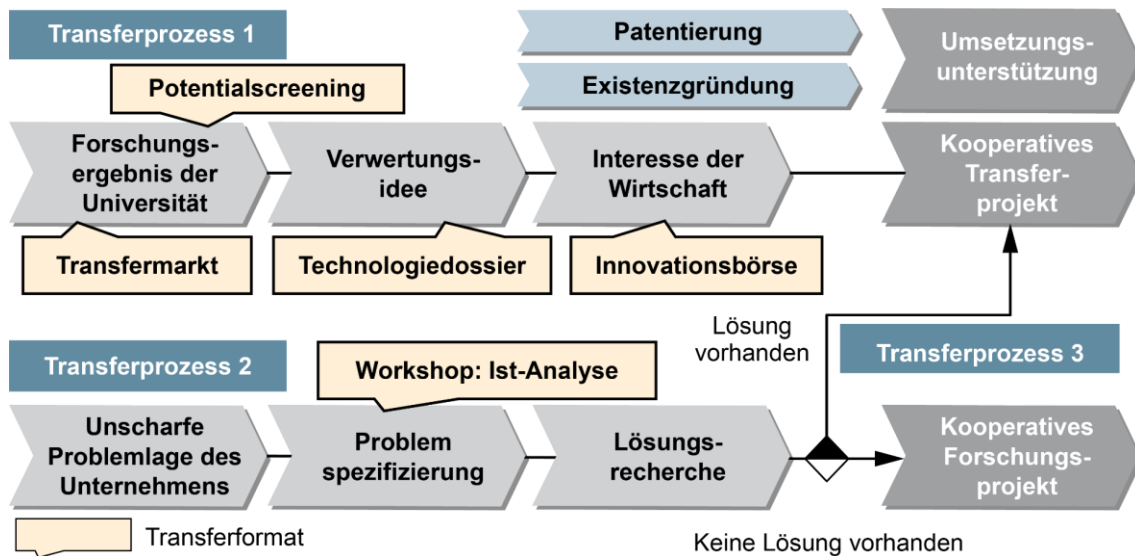 Transferprozess 1
Patentierung
Existenzgründung
Umsetzungs-
unterstützung
Potentialscreening
Forschungs-
ergebnis der
Universität
Verwertungs-
idee
Interesse der
Wirtschaft
Kooperatives
Transfer-
projekt
Transfermarkt
Technologiedossier
Innovationsbörse
Lösung
vorhanden
Transferprozess 2
Workshop: Ist-Analyse
Transferprozess 3
Unscharfe
Problemlage des
Unternehmens
Problem
spezifizierung
Lösungs-
recherche
Kooperatives
Forschungs-
projekt
Transferformat
Keine Lösung vorhanden